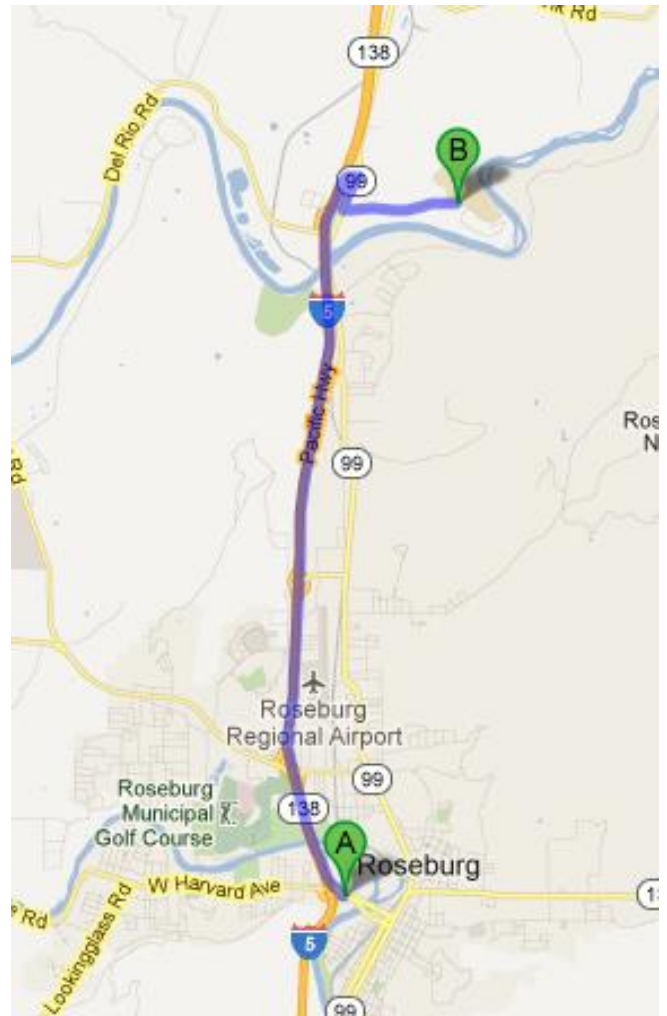 138
Del Rio Rd
B
99
5
Pacific Hwy
Ros
N
99
Rd
Roseburg
Regional Airport
99
Roseburg
Municipal
Golf Course
138
A
Roseburg
W Harvard Ave
Rd
Lookingglass Rd
5
99